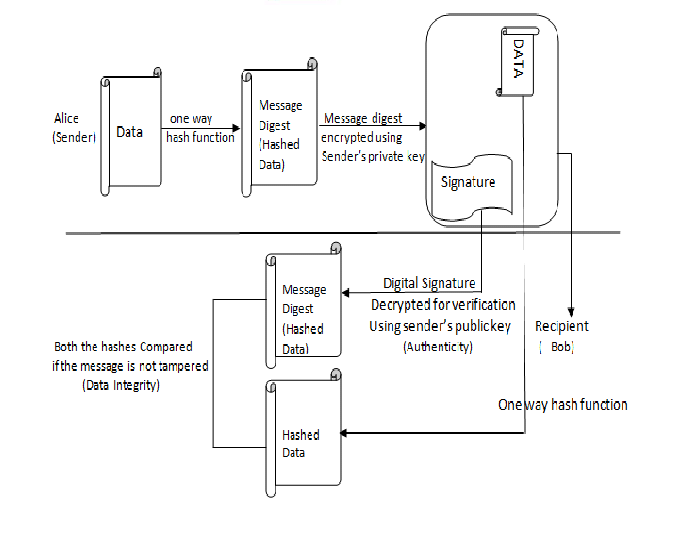 Alice
(Sender)
Data
one way
hash function
Message
Digest
(Hashed
Data)
Message digest
encrypted using
Sender's private key
DATA
Signature
Message
Digest
(Hashed
Data)
Digital Signature
Decrypted for verification
Using sender's publickey
(Authenticity)
Recipient
( Bob)
Both the hashes Compared
if the message is not tampered
(Data Integrity)
Hashed
Data
One way hash function